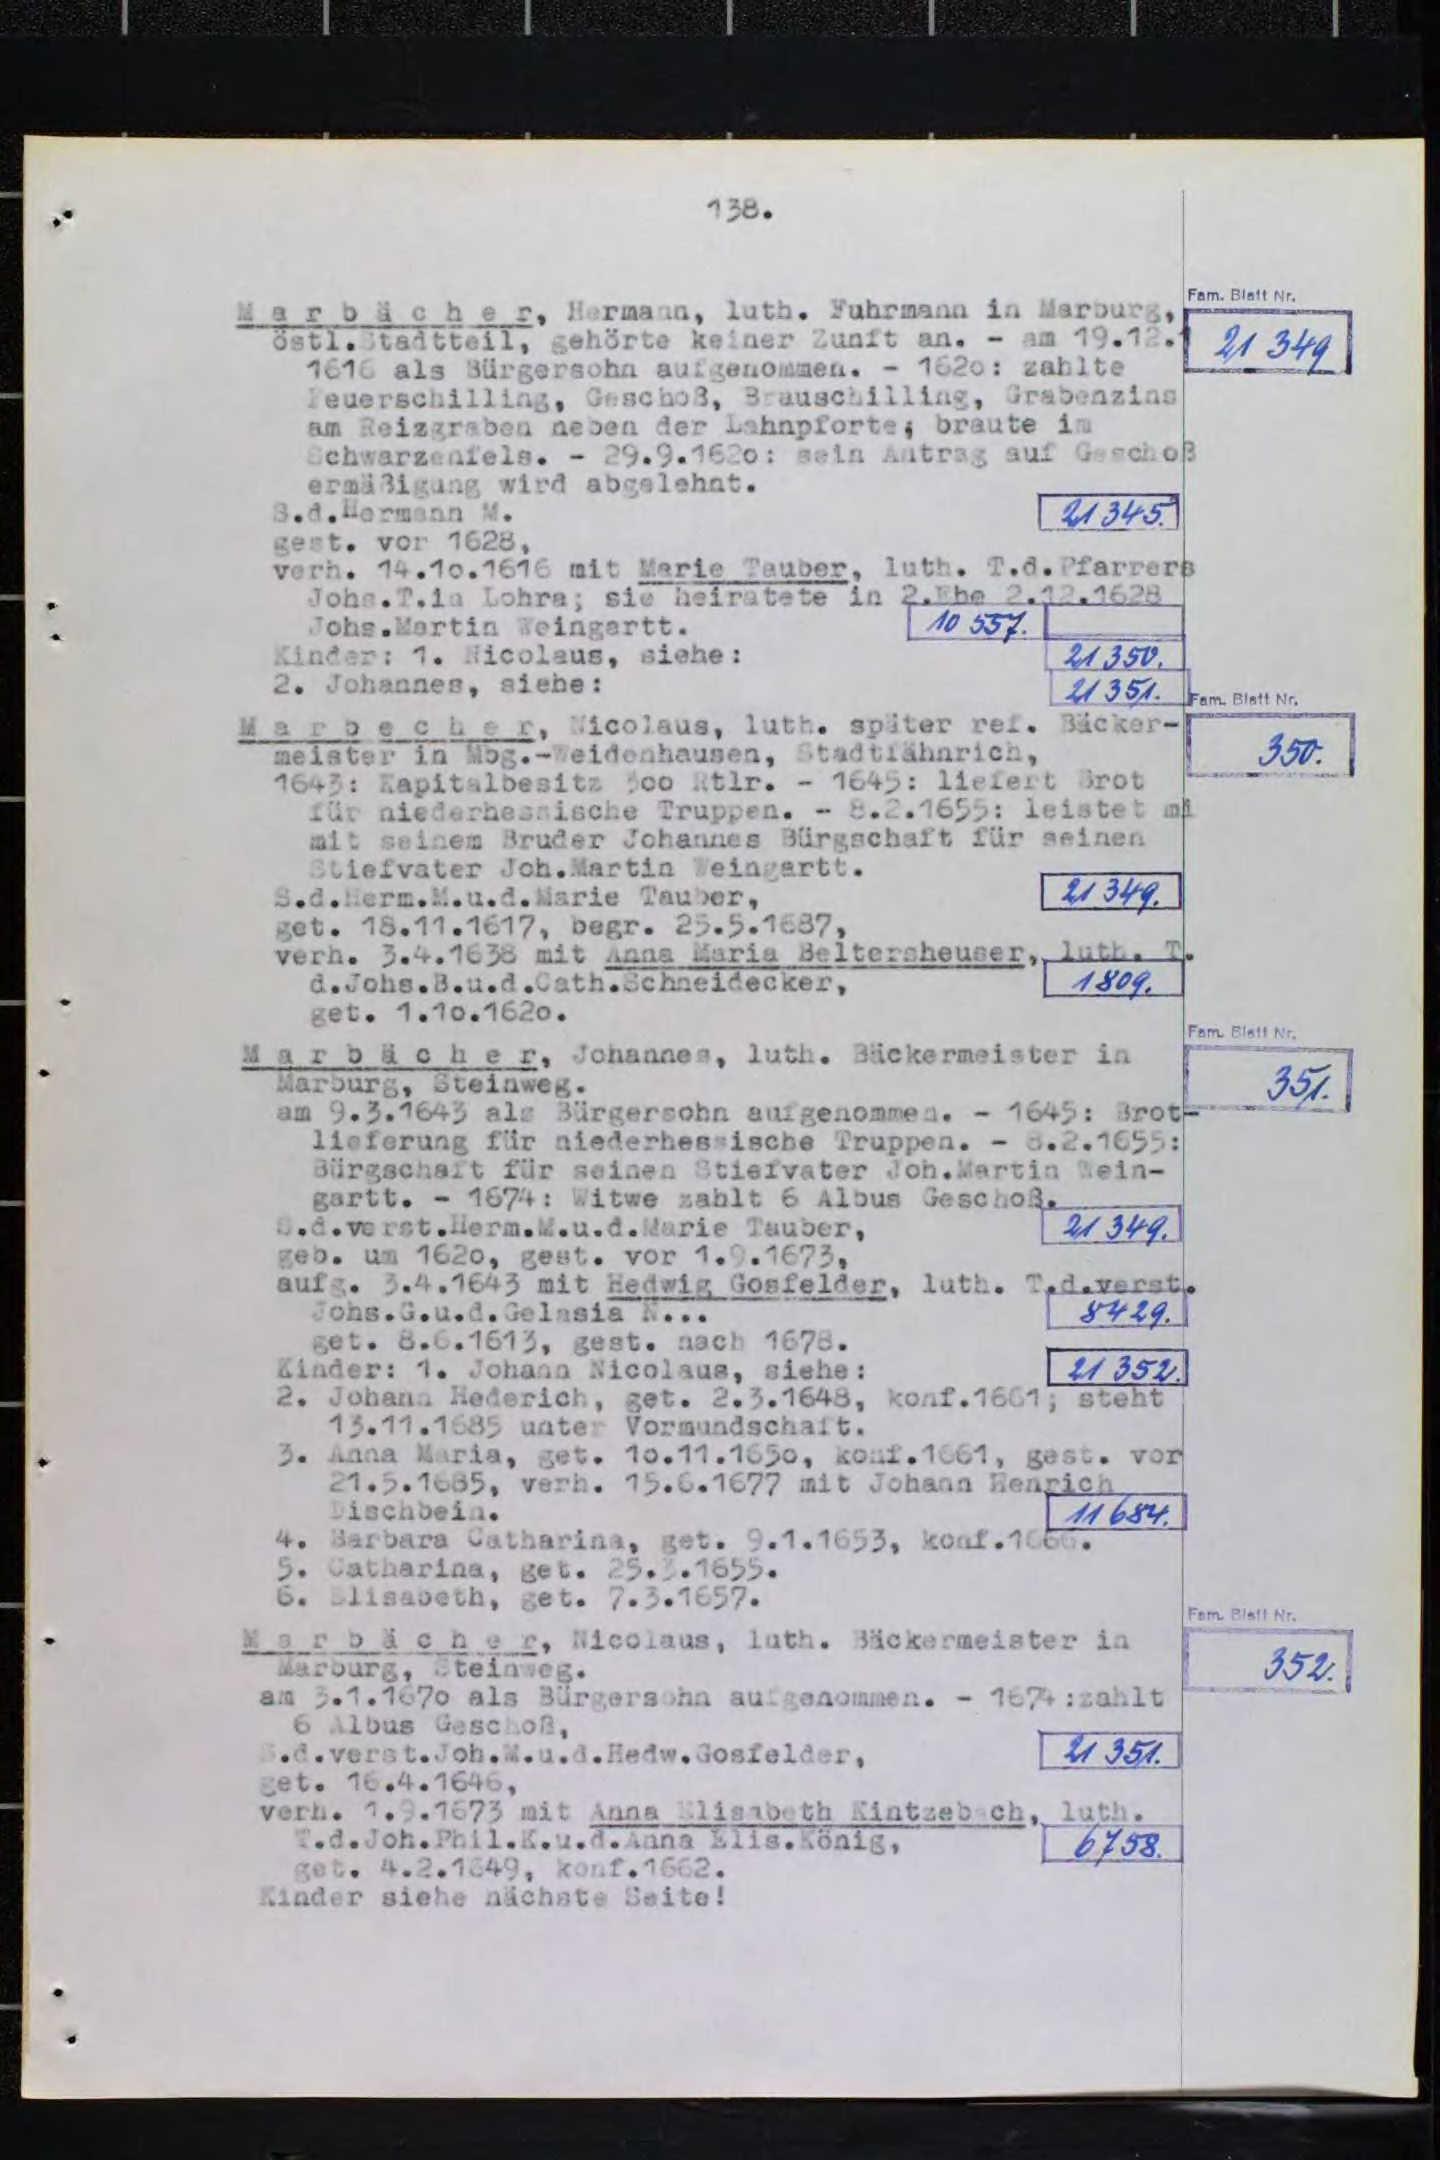 138.
Fam. Blatt Nr.
21 349
M a r b ä c h e r, Hermann, luth. Fuhrmann in Marburg,
östl.Stadtteil, gehörte keiner Zunft an. - am 19.12.1
1616 als Bürgersohn aufgenommen. - 1620: zahlte
Feuerschilling, Geschoß, Brauschilling, Grabenzins
am Reizgraben neben der Lahnpforte; braute im
Schwarzenfels. - 29.9.1620: sein Antrag auf Geschoß
ermäßigung wird abgelehnt.
S.d.Hermann M. 21 345.
gest. vor 1628,
verh. 14.10.1616 mit Marie Tauber, luth. T.d.Pfarrers
Johs.T.in Lohra; sie heiratete in 2.Ehe 2.12.1628
Johs.Martin Weingartt. 10 557.
Kinder: 1. Nicolaus, siehe: 21 350.
2. Johannes, siehe: 21 351.
Fam. Blatt Nr.
350.
M a r b e c h e r, Nicolaus, luth. später ref. Bäcker-
meister in Mbg.-Weidenhausen, Stadtfähnrich,
1643: Kapitalbesitz 300 Rtlr. - 1645: liefert Brot
für niederhessische Truppen. - 8.2.1655: leistet mi
mit seinem Bruder Johannes Bürgschaft für seinen
Stiefvater Joh.Martin Weingartt.
S.d.Herm.M.u.d.Marie Tauber, 21 349.
get. 18.11.1617, begr. 25.5.1687,
verh. 3.4.1638 mit Anna Maria Beltersheuser, luth. T.
d.Johs.B.u.d.Cath.Schneidecker, 1809.
get. 1.10.1620.
Fam. Blatt Nr.
351.
M a r b ä c h e r, Johannes, luth. Bäckermeister in
Marburg, Steinweg.
am 9.3.1643 als Bürgersohn aufgenommen. - 1645: Brot-
lieferung für niederhessische Truppen. - 8.2.1655:
Bürgschaft für seinen Stiefvater Joh.Martin Wein-
gartt. - 1674: Witwe zahlt 6 Albus Geschoß.
S.d.verst.Herm.M.u.d.Marie Tauber, 21 349.
geb. um 1620, gest. vor 1.9.1673,
aufg. 3.4.1643 mit Hedwig Gosfelder, luth. T.d.verst.
Johs.G.u.d.Gelasia N... 8429.
get. 8.6.1613, gest. nach 1678.
Kinder: 1. Johann Nicolaus, siehe: 21 352.
2. Johann Hederich, get. 2.3.1648, konf.1661; steht
13.11.1685 unter Vormundschaft.
3. Anna Maria, get. 10.11.1650, konf.1661, gest. vor
21.5.1685, verh. 15.6.1677 mit Johann Henrich
Dischbein. 11 684.
4. Barbara Catharina, get. 9.1.1653, konf.1666.
5. Catharina, get. 25.3.1655.
6. Elisabeth, get. 7.3.1657.
Fam. Blatt Nr.
352.
M a r b ä c h e r, Nicolaus, luth. Bäckermeister in
Marburg, Steinweg.
am 3.1.1670 als Bürgersohn aufgenommen. - 1674:zahlt
6 Albus Geschoß,
S.d.verst.Joh.M.u.d.Hedw.Gosfelder, 21 351.
get. 16.4.1646,
verh. 1.9.1673 mit Anna Elisabeth Kintzebach, luth.
T.d.Joh.Phil.K.u.d.Anna Elis.König, 6758.
get. 4.2.1649, konf.1662.
Kinder siehe nächste Seite!